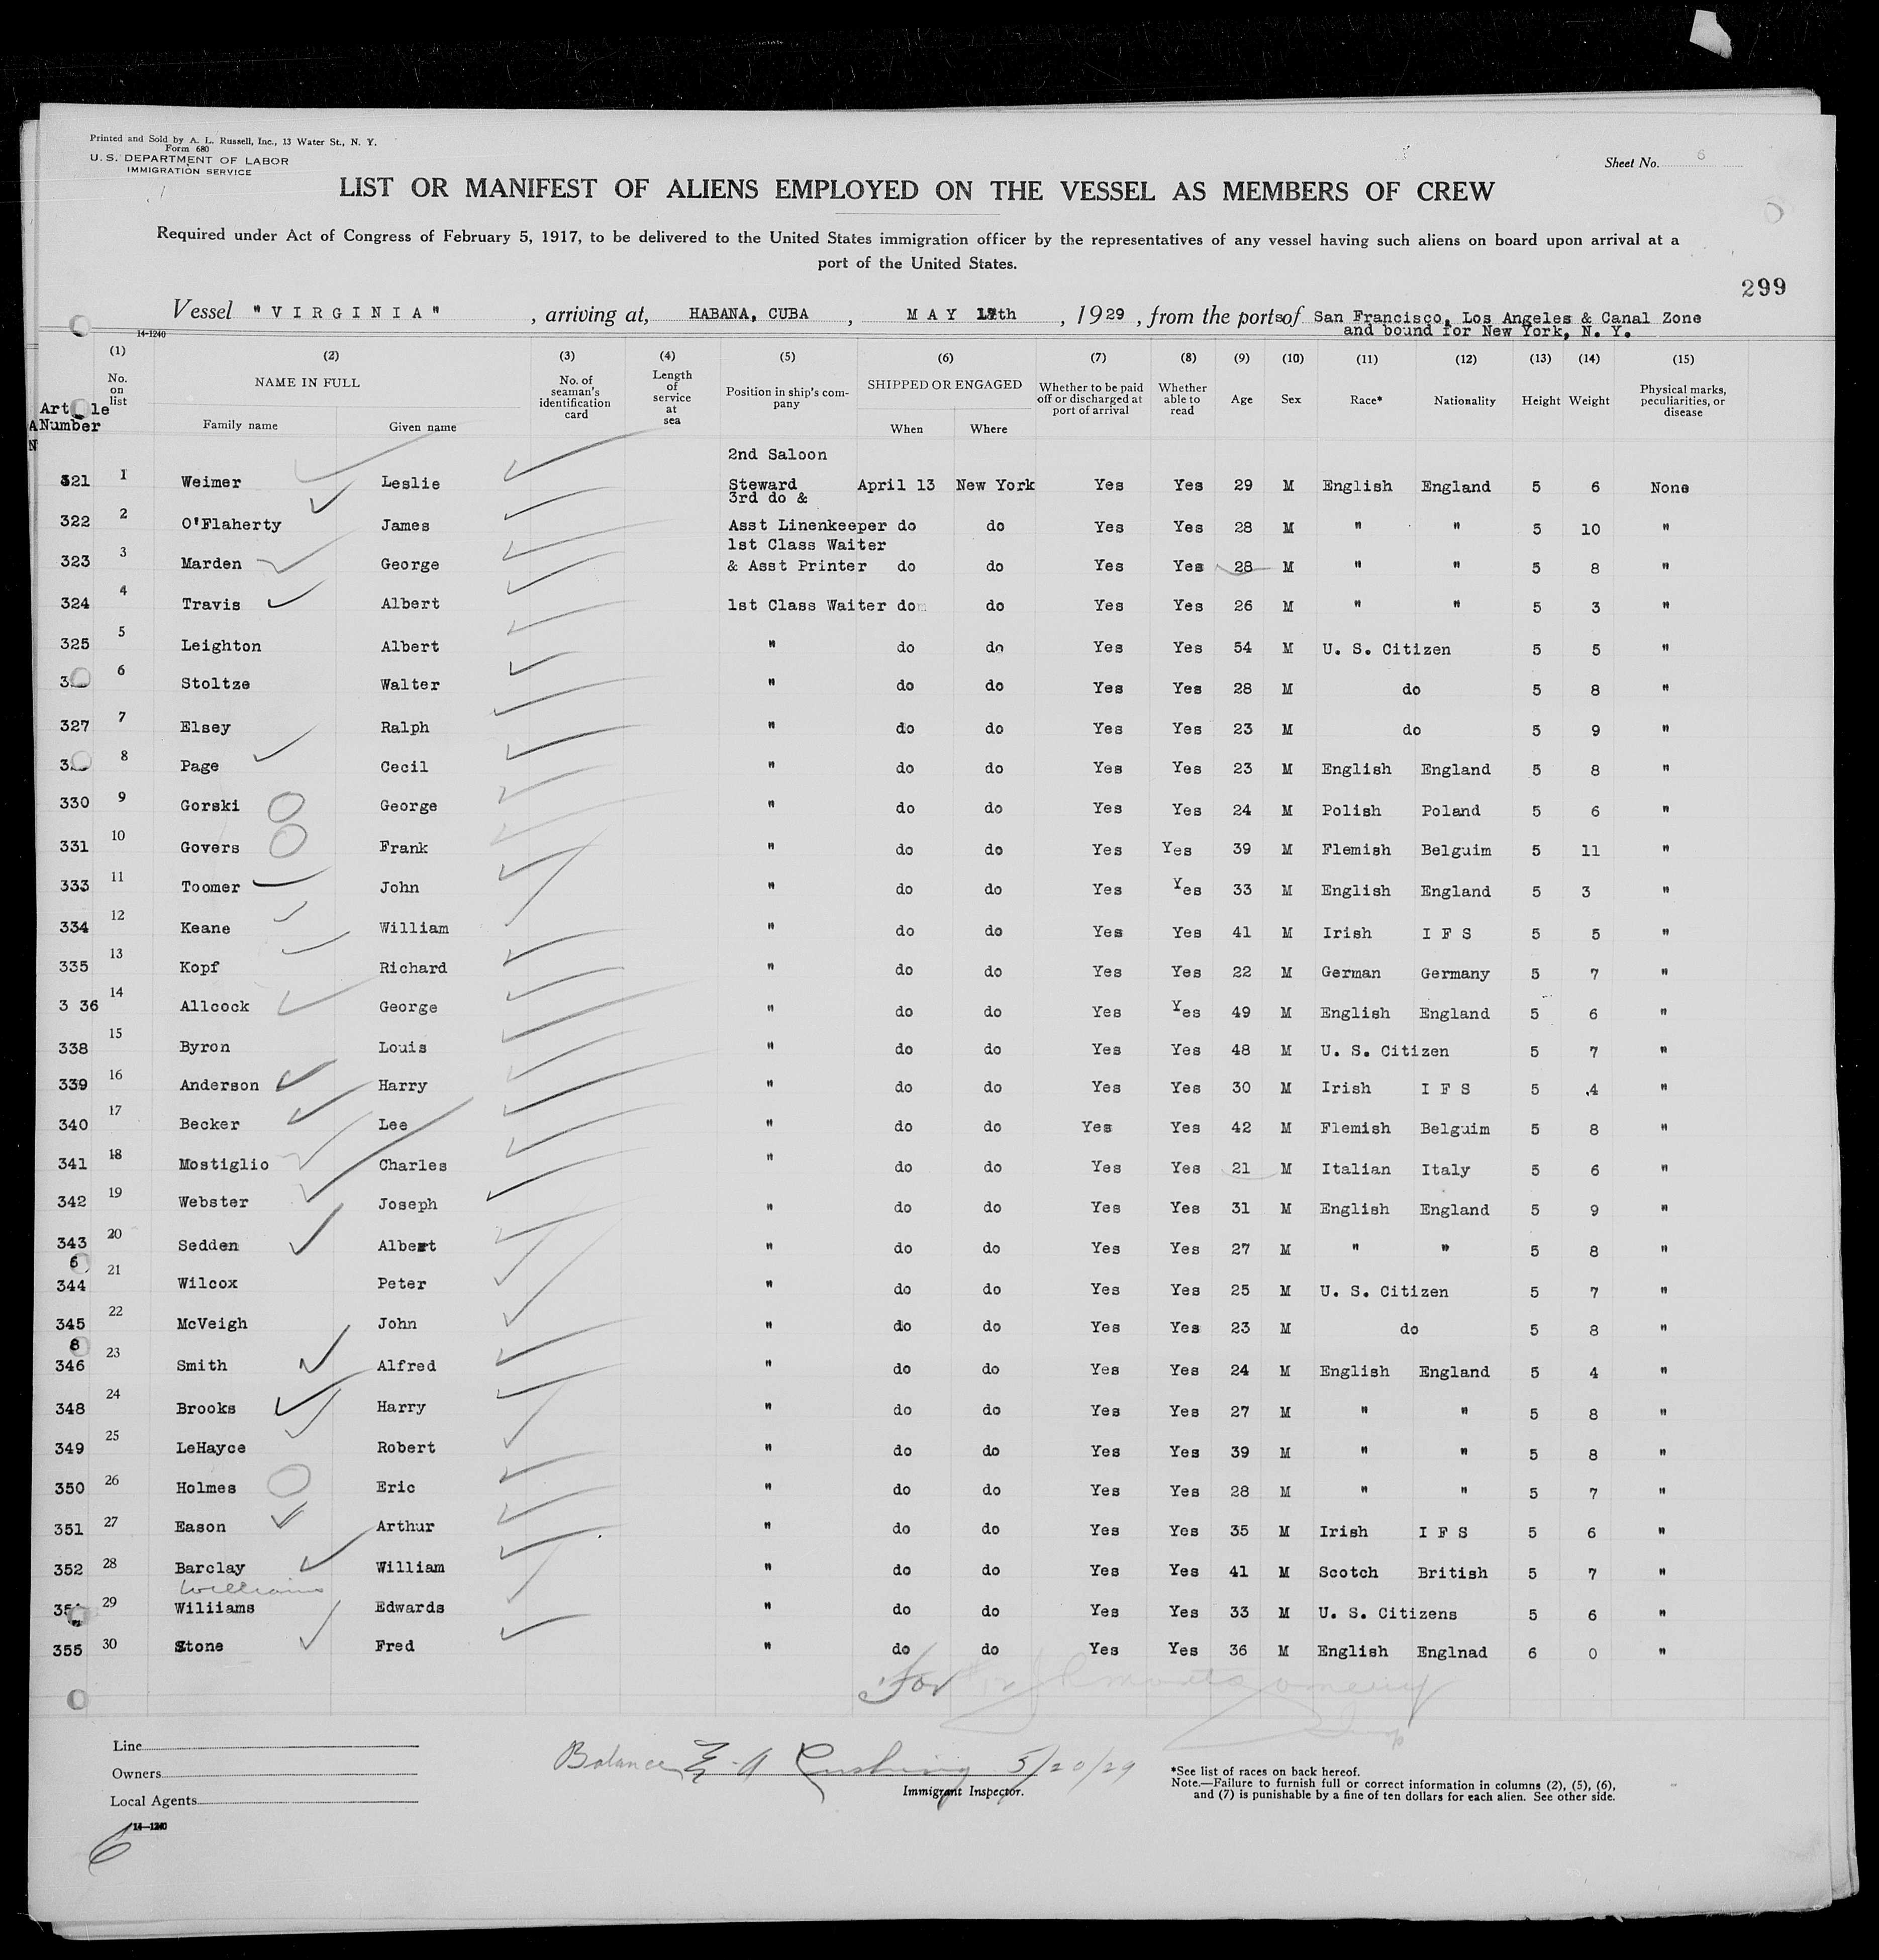 Printed and Sold by A. L. Russell, Inc., 13 Water St., N. Y.
Form 680
U. S. DEPARTMENT OF LABOR
IMMIGRATION SERVICE
Sheet No. 6
LIST OR MANIFEST OF ALIENS EMPLOYED ON THE VESSEL AS MEMBERS OF CREW
Required under Act of Congress of February 5, 1917, to be delivered to the United States immigration officer by the representatives of any vessel having such aliens on board upon arrival at a
port of the United States.
299
Vessel "VIRGINIA", arriving at, HABANA, CUBA, MAY th, 1929, from the ports of San Francisco, Los Angeles & Canal Zone
and bound for New York, N. Y.
14-1240
(1) (2) (3) (4) (5) (6) (7) (8) (9) (10) (11) (12) (13) (14) (15)
No. on list NAME IN FULL No. of seaman's identification card Length of service at sea Position in ship's company SHIPPED OR ENGAGED Whether to be paid off or discharged at port of arrival Whether able to read Age Sex Race* Nationality Height Weight Physical marks, peculiarities, or disease
Number Family name Given name When Where
2nd Saloon
321 1 Weimer Leslie Steward April 13 New York Yes Yes 29 M English England 5 6 None
3rd do &
322 2 O'Flaherty James Asst Linenkeeper do do Yes Yes 28 M " " 5 10 "
1st Class Waiter
323 3 Marden George & Asst Printer do do Yes Yes 28 M " " 5 8 "
324 4 Travis Albert 1st Class Waiter do do Yes Yes 26 M " " 5 3 "
325 5 Leighton Albert " do do Yes Yes 54 M U. S. Citizen 5 5 "
6 Stoltze Walter " do do Yes Yes 28 M do 5 8 "
327 7 Elsey Ralph " do do Yes Yes 23 M do 5 9 "
8 Page Cecil " do do Yes Yes 23 M English England 5 8 "
330 9 Gorski George " do do Yes Yes 24 M Polish Poland 5 6 "
331 10 Govers Frank " do do Yes Yes 39 M Flemish Belguim 5 11 "
333 11 Toomer John " do do Yes Yes 33 M English England 5 3 "
334 12 Keane William " do do Yes Yes 41 M Irish I F S 5 5 "
335 13 Kopf Richard " do do Yes Yes 22 M German Germany 5 7 "
3 36 14 Allcock George " do do Yes Yes 49 M English England 5 6 "
338 15 Byron Louis " do do Yes Yes 48 M U. S. Citizen 5 7 "
339 16 Anderson Harry " do do Yes Yes 30 M Irish I F S 5 4 "
340 17 Becker Lee " do do Yes Yes 42 M Flemish Belguim 5 8 "
341 18 Mostiglio Charles " do do Yes Yes 21 M Italian Italy 5 6 "
342 19 Webster Joseph " do do Yes Yes 31 M English England 5 9 "
343 20 Sedden Albert " do do Yes Yes 27 M " " 5 8 "
6
344 21 Wilcox Peter " do do Yes Yes 25 M U. S. Citizen 5 7 "
345 22 McVeigh John " do do Yes Yes 23 M do 5 8 "
8
346 23 Smith Alfred " do do Yes Yes 24 M English England 5 4 "
348 24 Brooks Harry " do do Yes Yes 27 M " " 5 8 "
349 25 LeHayce Robert " do do Yes Yes 39 M " " 5 8 "
350 26 Holmes Eric " do do Yes Yes 28 M " " 5 7 "
351 27 Eason Arthur " do do Yes Yes 35 M Irish I F S 5 6 "
352 28 Barclay William " do do Yes Yes 41 M Scotch British 5 7 "
Williams
29 Wiliiams Edwards " do do Yes Yes 33 M U. S. Citizens 5 6 "
355 30 Stone Fred " do do Yes Yes 36 M English Englnad 6 0 "
For
Line
Owners
Local Agents
Balance Cushing 5/20/29
Immigrant Inspector.
*See list of races on back hereof.
Note.—Failure to furnish full or correct information in columns (2), (5), (6),
and (7) is punishable by a fine of ten dollars for each alien. See other side.
14-1240
6